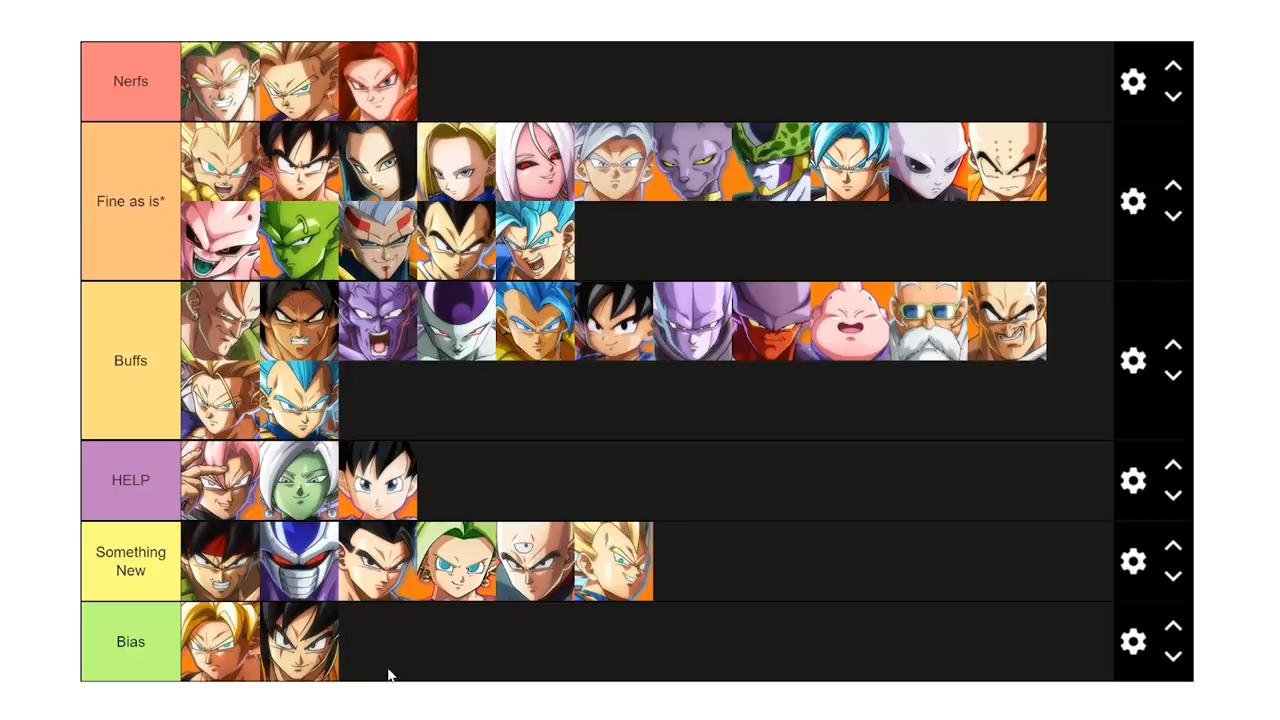 Nerfs
Fine as is*
Buffs
HELP
Something
New
Bias